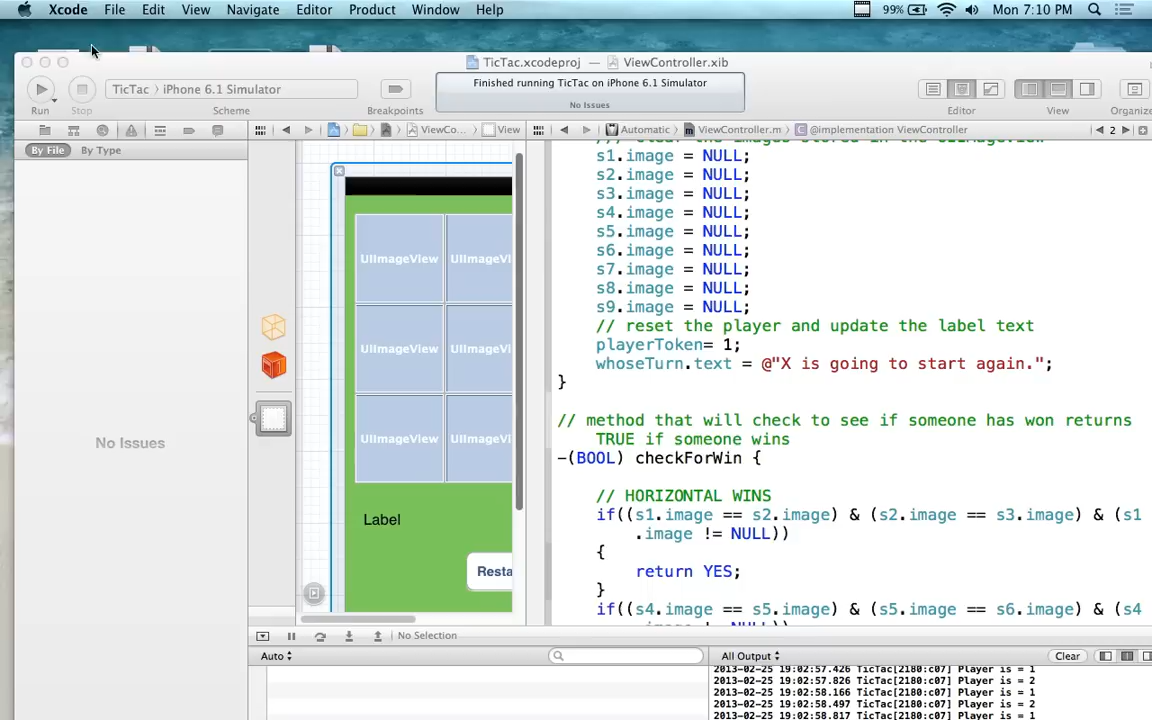 Xcode File Edit View Navigate Editor Product Window Help 99% Mon 7:10 PM
TicTac.xcodeproj — ViewController.xib
Finished running TicTac on iPhone 6.1 Simulator
No Issues
TicTac iPhone 6.1 Simulator
Run Stop Scheme Breakpoints Editor View Organize
ViewCo... View Automatic ViewController.m @implementation ViewController 2
By File By Type
No Issues
UIImageView UIImageVi
UIImageView UIImageVi
UIImageView UIImageVi
Label
Resta
s1.image = NULL;
s2.image = NULL;
s3.image = NULL;
s4.image = NULL;
s5.image = NULL;
s6.image = NULL;
s7.image = NULL;
s8.image = NULL;
s9.image = NULL;
// reset the player and update the label text
playerToken= 1;
whoseTurn.text = @"X is going to start again.";
}
// method that will check to see if someone has won returns
TRUE if someone wins
-(BOOL) checkForWin {
// HORIZONTAL WINS
if((s1.image == s2.image) & (s2.image == s3.image) & (s1
.image != NULL))
{
return YES;
}
if((s4.image == s5.image) & (s5.image == s6.image) & (s4
No Selection
Auto All Output Clear
2013-02-25 19:02:57.426 TicTac[2180:c07] Player is = 1
2013-02-25 19:02:57.826 TicTac[2180:c07] Player is = 2
2013-02-25 19:02:58.166 TicTac[2180:c07] Player is = 1
2013-02-25 19:02:58.497 TicTac[2180:c07] Player is = 2
2013-02-25 19:02:58.817 TicTac[2180:c07] Player is = 1